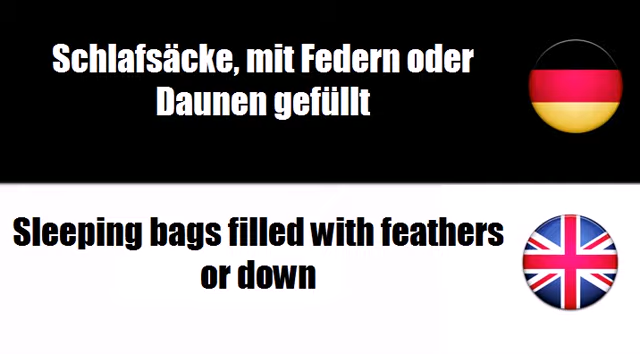 Schlafsäcke, mit Federn oder
Daunen gefüllt
Sleeping bags filled with feathers
or down